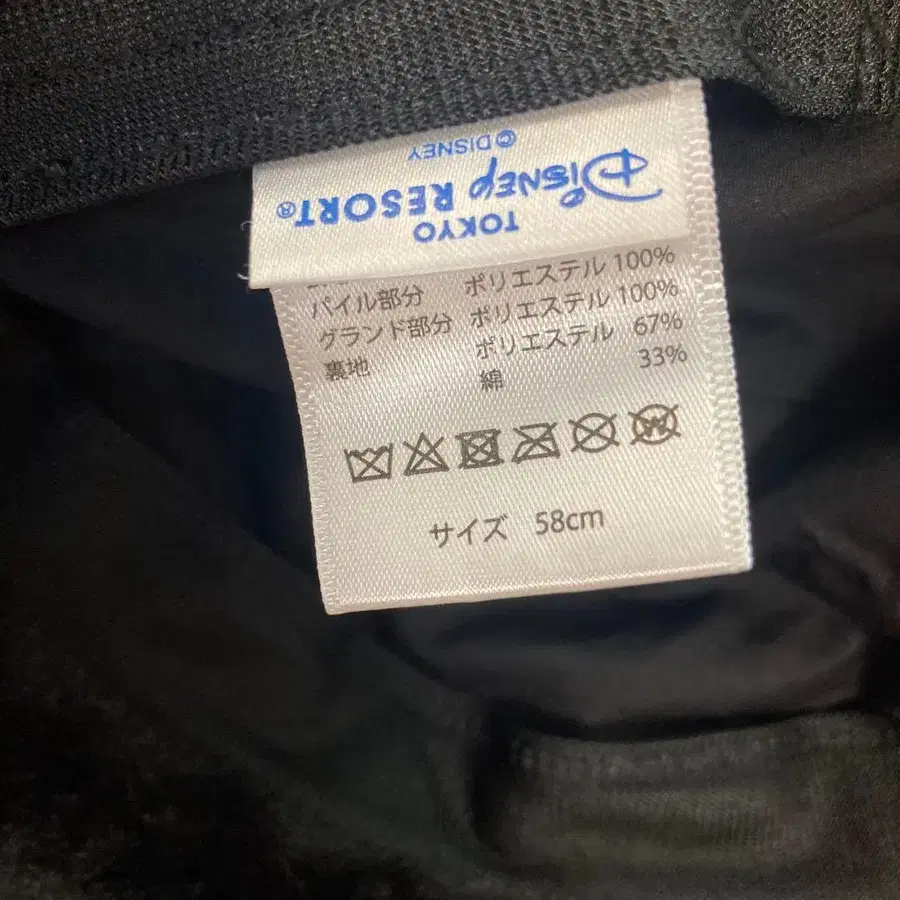 TOKYO
Disney RESORT®
© DISNEY
パイル部分 ポリエステル 100%
グランド部分 ポリエステル 100%
裏地 ポリエステル 67%
綿 33%
サイズ 58cm